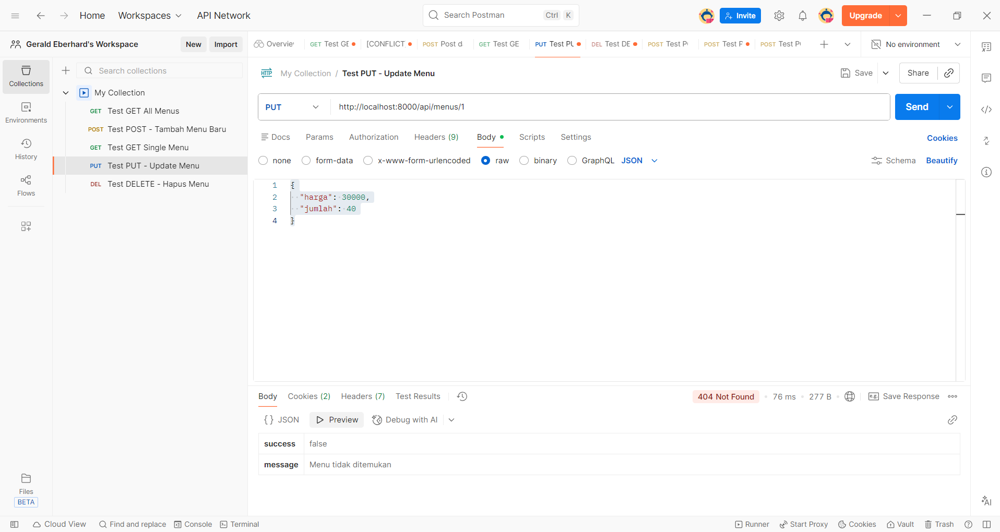 Home Workspaces API Network Search Postman Ctrl K Invite Upgrade
Gerald Eberhard's Workspace New Import Overvie GET Test GE [CONFLICT POST Post d GET Test GE PUT Test PU DEL Test DE POST Test P POST Test P POST Test P No environment
Collections
Environments
History
Flows
Files
BETA
Search collections
My Collection
GET Test GET All Menus
POST Test POST - Tambah Menu Baru
GET Test GET Single Menu
PUT Test PUT - Update Menu
DEL Test DELETE - Hapus Menu
HTTP My Collection / Test PUT - Update Menu Save Share
PUT http://localhost:8000/api/menus/1 Send
Docs Params Authorization Headers (9) Body Scripts Settings Cookies
none form-data x-www-form-urlencoded raw binary GraphQL JSON Schema Beautify
1 {
2 "harga": 30000,
3 "jumlah": 40
4 }
Body Cookies (2) Headers (7) Test Results 404 Not Found 76 ms 277 B e.g. Save Response
{} JSON Preview Debug with AI
success false
message Menu tidak ditemukan
AI
Cloud View Find and replace Console Terminal Runner Start Proxy Cookies Vault Trash